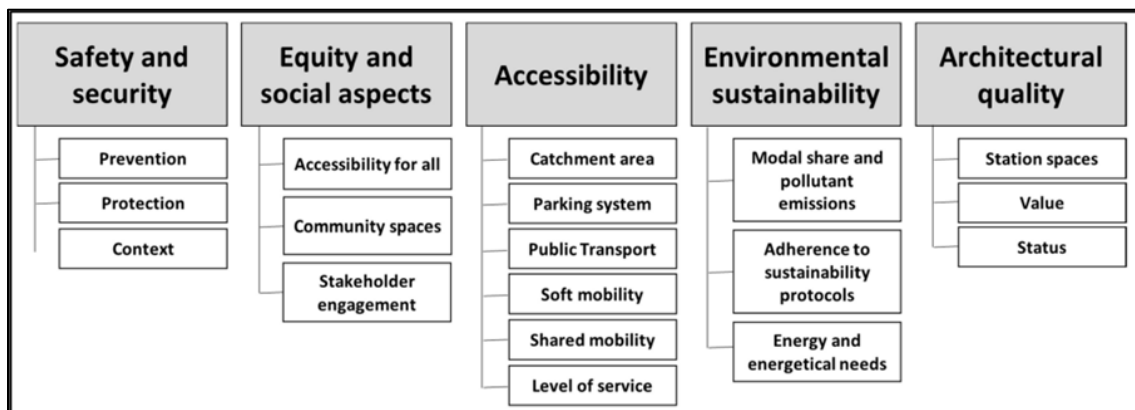 Safety and
security
Prevention
Protection
Context
Equity and
social aspects
Accessibility for all
Community spaces
Stakeholder
engagement
Accessibility
Catchment area
Parking system
Public Transport
Soft mobility
Shared mobility
Level of service
Environmental
sustainability
Modal share and
pollutant
emissions
Adherence to
sustainability
protocols
Energy and
energetical needs
Architectural
quality
Station spaces
Value
Status